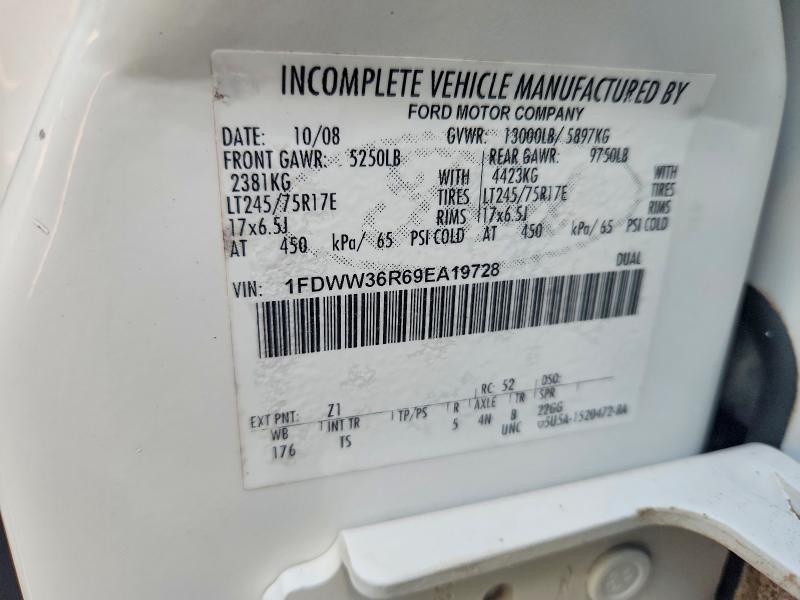 INCOMPLETE VEHICLE MANUFACTURED BY
FORD MOTOR COMPANY
DATE: 10/08 GVWR: 13000LB/ 5897KG
FRONT GAWR: 5250LB REAR GAWR: 9750LB
2381KG WITH 4423KG WITH
LT245/75R17E TIRES LT245/75R17E TIRES
17x6.5J RIMS 17x6.5J RIMS
AT 450 kPa/ 65 PSI COLD AT 450 kPa/ 65 PSI COLD
DUAL
VIN: 1FDWW36R69EA19728
RC: 52 DSO:
EXT PNT: Z1 TP/PS R AXLE TR SPR
WB INT TR 5 4N B 22GG
176 TS UNC